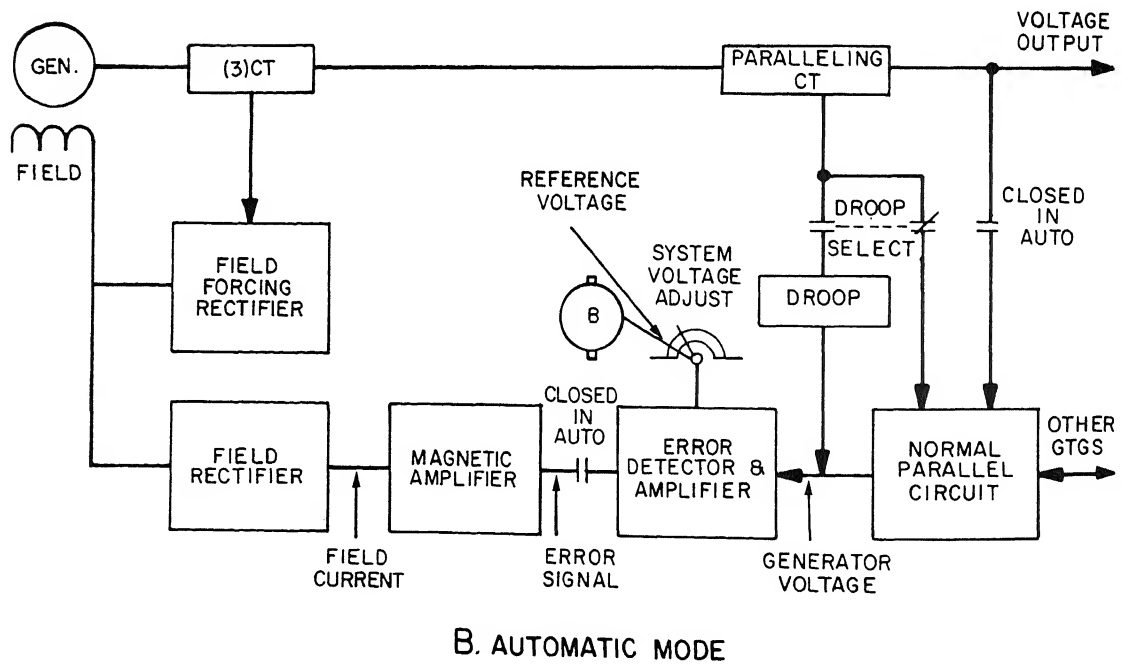 VOLTAGE
OUTPUT
GEN.
(3)CT
PARALLELING
CT
FIELD
REFERENCE
VOLTAGE
DROOP
SELECT
CLOSED
IN
AUTO
SYSTEM
VOLTAGE
ADJUST
FIELD
FORCING
RECTIFIER
B
DROOP
CLOSED
IN
AUTO
FIELD
RECTIFIER
MAGNETIC
AMPLIFIER
ERROR
DETECTOR &
AMPLIFIER
NORMAL
PARALLEL
CIRCUIT
OTHER
GTGS
FIELD
CURRENT
ERROR
SIGNAL
GENERATOR
VOLTAGE
B. AUTOMATIC MODE